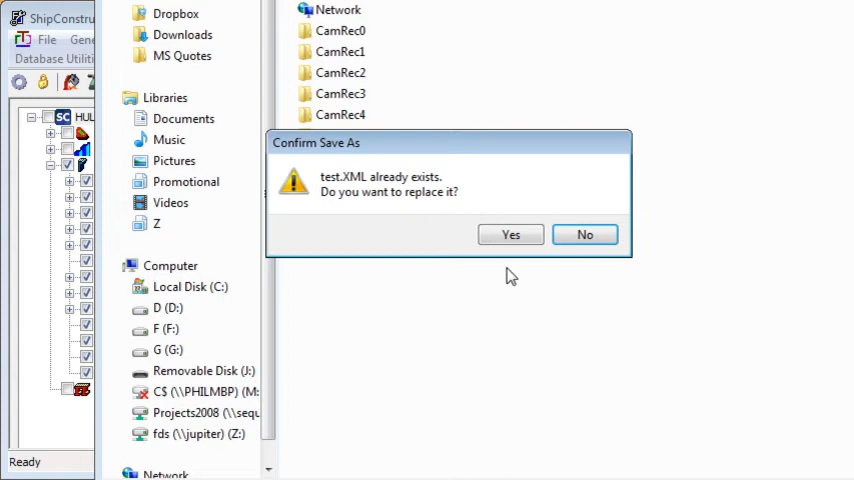 ShipConstru
File
Gene
Database Utiliti
SC
HUL
Ready
Dropbox
Downloads
MS Quotes
Libraries
Documents
Music
Pictures
Promotional
Videos
Z
Computer
Local Disk (C:)
D (D:)
F (F:)
G (G:)
Removable Disk (J:)
C$ (\\PHILMBP) (M:
Projects2008 (\\sequ
fds (\\jupiter) (Z:)
Network
Network
CamRec0
CamRec1
CamRec2
CamRec3
CamRec4
Confirm Save As
test.XML already exists.
Do you want to replace it?
Yes
No